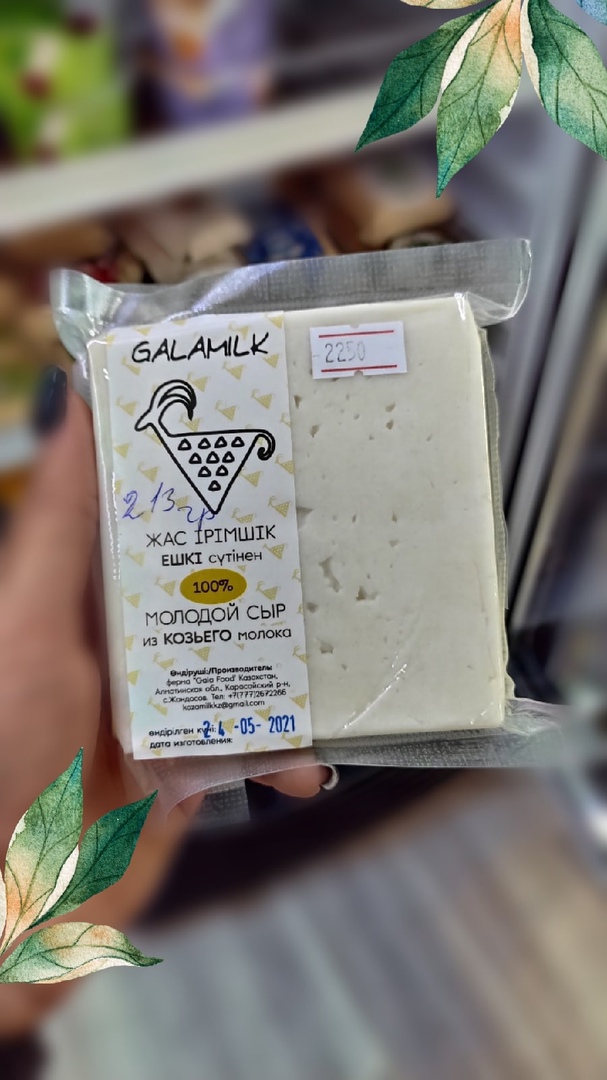 GALAMILK
2250
213 гр
ЖАС ІРІМШІК
ЕШКІ сүтінен
100%
МОЛОДОЙ СЫР
из КОЗЬЕГО молока
Өндіруші:/Производитель
ферма "Gala Food" Казахстан,
Алматинская обл., Карасайский р-н,
с.Жандосов. Тел: +7(777)2672266
kazamilkkz@gmail.com
өндірілген күні: 24 -05- 2021
дата изготовления: